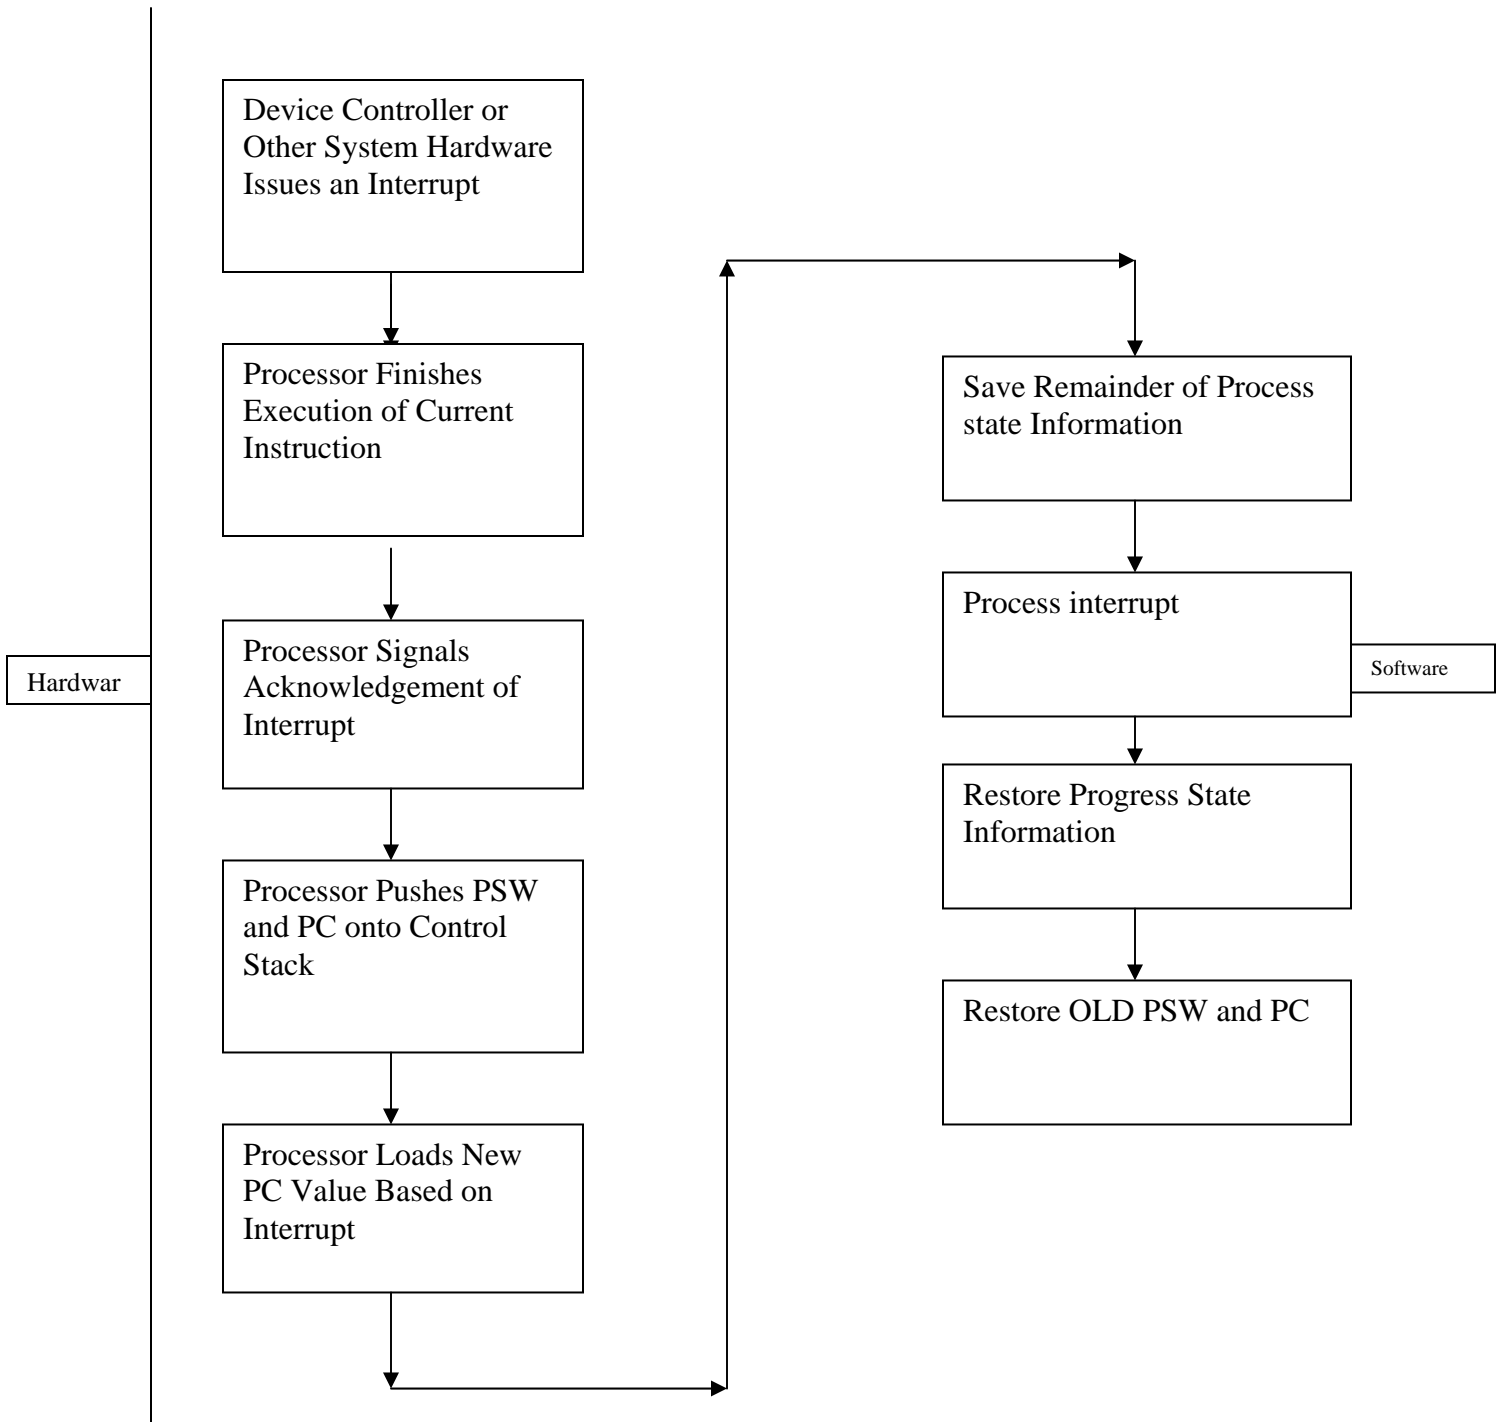 Device Controller or
Other System Hardware
Issues an Interrupt
Processor Finishes
Execution of Current
Instruction
Processor Signals
Acknowledgement of
Interrupt
Hardwar
Processor Pushes PSW
and PC onto Control
Stack
Processor Loads New
PC Value Based on
Interrupt
Save Remainder of Process
state Information
Process interrupt
Software
Restore Progress State
Information
Restore OLD PSW and PC